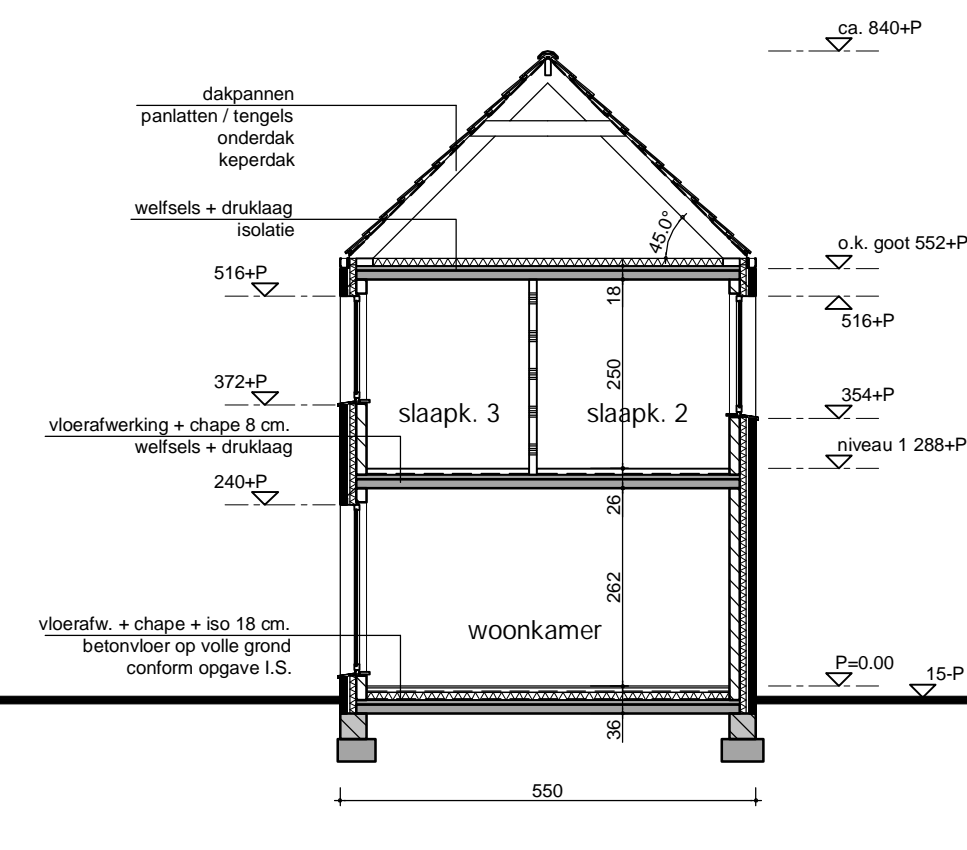 ca. 840+P
dakpannen
panlatten / tengels
onderdak
keperdak
welfsels + druklaag
isolatie
45.0°
o.k. goot 552+P
516+P
18
516+P
250
372+P
354+P
slaapk. 3
slaapk. 2
vloerafwerking + chape 8 cm.
welfsels + druklaag
niveau 1 288+P
240+P
26
262
vloerafw. + chape + iso 18 cm.
betonvloer op volle grond
conform opgave I.S.
woonkamer
P=0.00
15-P
36
550